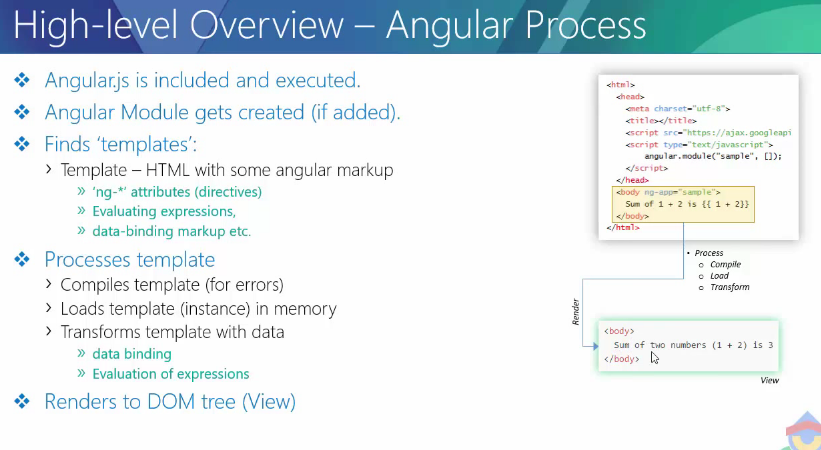 High-level Overview – Angular Process
❖ Angular.js is included and executed.
❖ Angular Module gets created (if added).
❖ Finds ‘templates’:
› Template – HTML with some angular markup
» ‘ng-*’ attributes (directives)
» Evaluating expressions,
» data-binding markup etc.
❖ Processes template
› Compiles template (for errors)
› Loads template (instance) in memory
› Transforms template with data
» data binding
» Evaluation of expressions
❖ Renders to DOM tree (View)
<html>
<head>
<meta charset="utf-8">
<title></title>
<script src="https://ajax.googleapi
<script type="text/javascript">
angular.module("sample", []);
</script>
</head>
<body ng-app="sample">
Sum of 1 + 2 is {{ 1 + 2}}
</body>
</html>
• Process
o Compile
o Load
o Transform
Render
<body>
Sum of two numbers (1 + 2) is 3
</body>
View